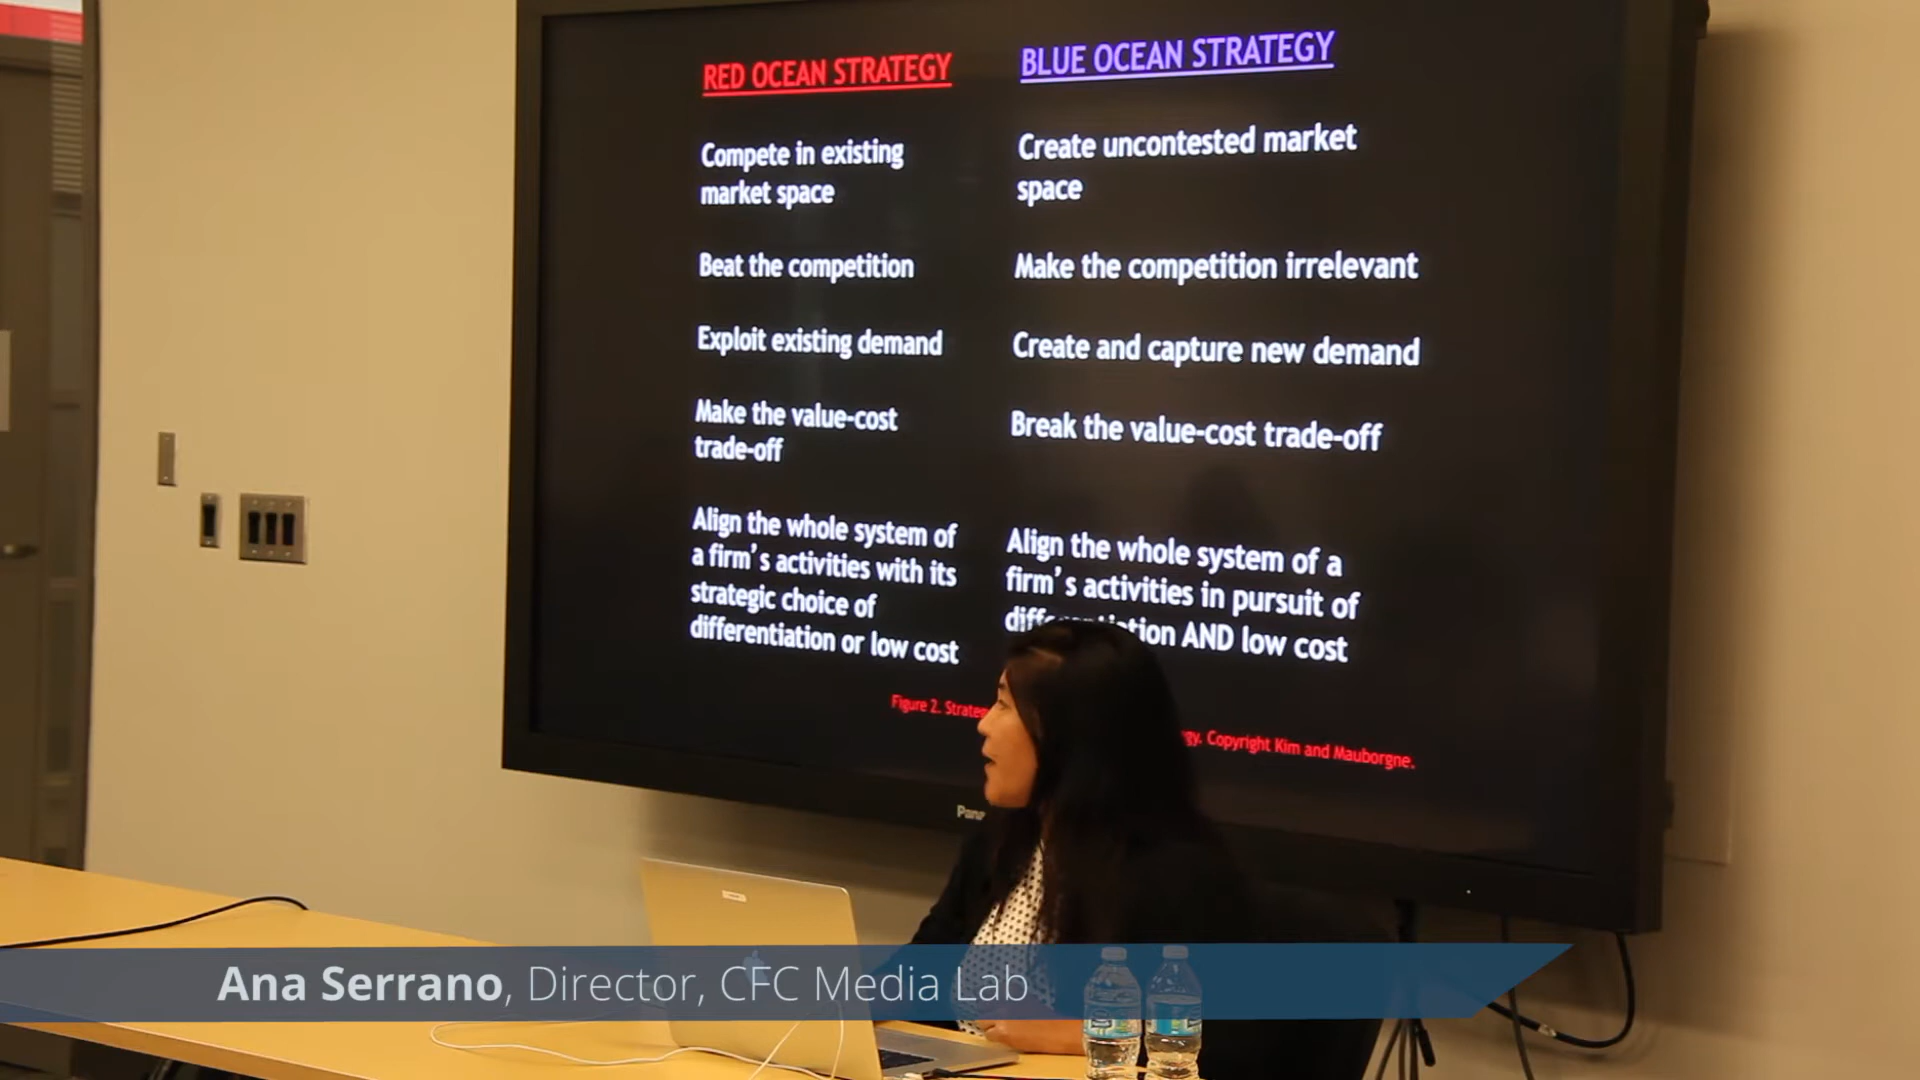 RED OCEAN STRATEGY
Compete in existing
market space
Beat the competition
Exploit existing demand
Make the value-cost
trade-off
Align the whole system of
a firm's activities with its
strategic choice of
differentiation or low cost
BLUE OCEAN STRATEGY
Create uncontested market
space
Make the competition irrelevant
Create and capture new demand
Break the value-cost trade-off
Align the whole system of a
firm's activities in pursuit of
AND low cost
Figure 2. Copyright Kim and Mauborgne.
Ana Serrano, Director, CFC Media Lab